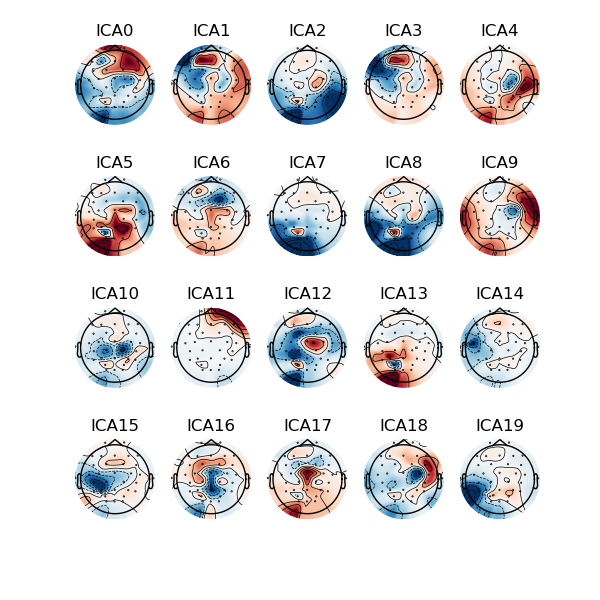 ICA0 ICA1 ICA2 ICA3 ICA4
ICA5 ICA6 ICA7 ICA8 ICA9
ICA10 ICA11 ICA12 ICA13 ICA14
ICA15 ICA16 ICA17 ICA18 ICA19